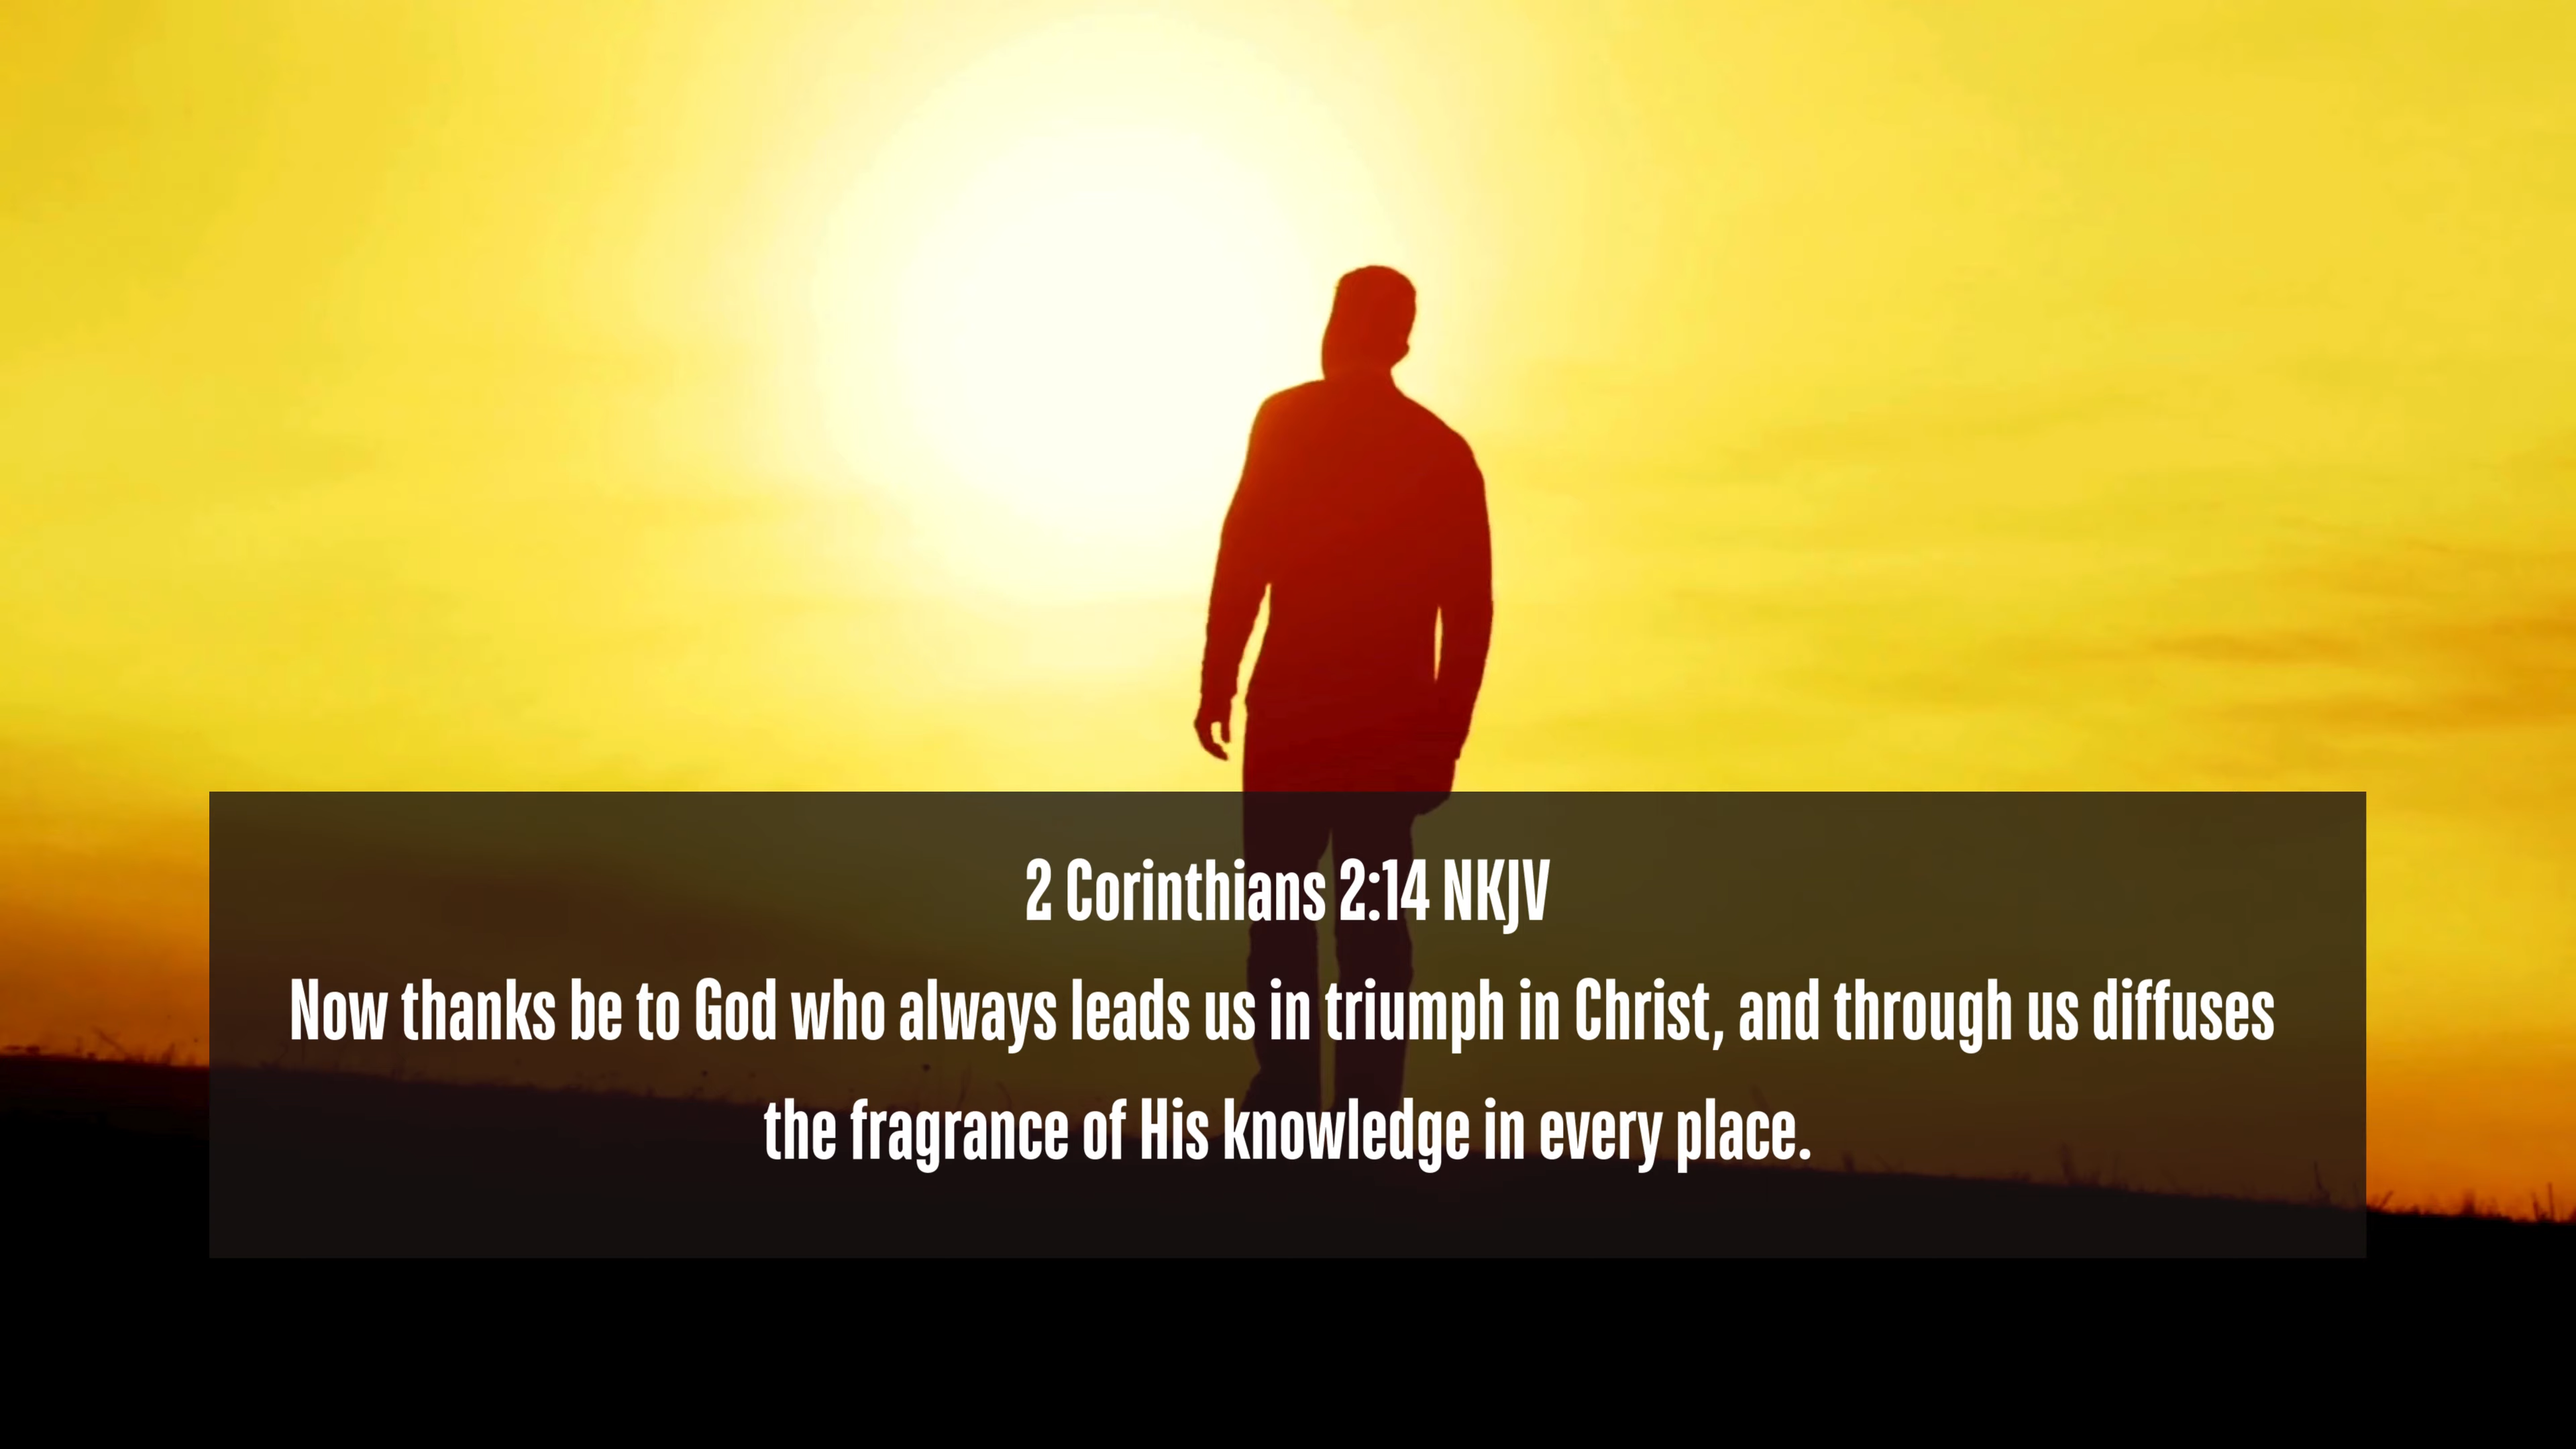 2 Corinthians 2:14 NKJV
Now thanks be to God who always leads us in triumph in Christ, and through us diffuses
the fragrance of His knowledge in every place.